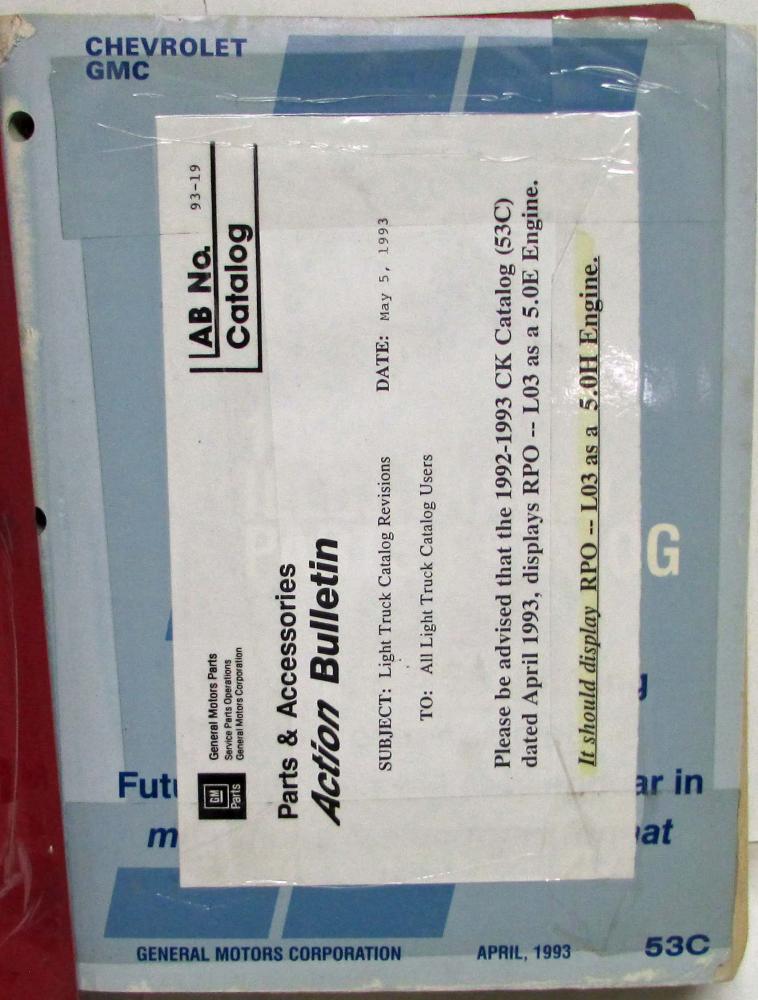 CHEVROLET
GMC
GM
Parts
General Motors Parts
Service Parts Operations
General Motors Corporation
AB No. 93-19
Catalog
Parts & Accessories
Action Bulletin
SUBJECT: Light Truck Catalog Revisions DATE: May 5, 1993
TO: All Light Truck Catalog Users
Please be advised that the 1992-1993 CK Catalog (53C)
dated April 1993, displays RPO -- L03 as a 5.0E Engine.
It should display RPO -- L03 as a 5.0H Engine.
in
GENERAL MOTORS CORPORATION APRIL, 1993 53C